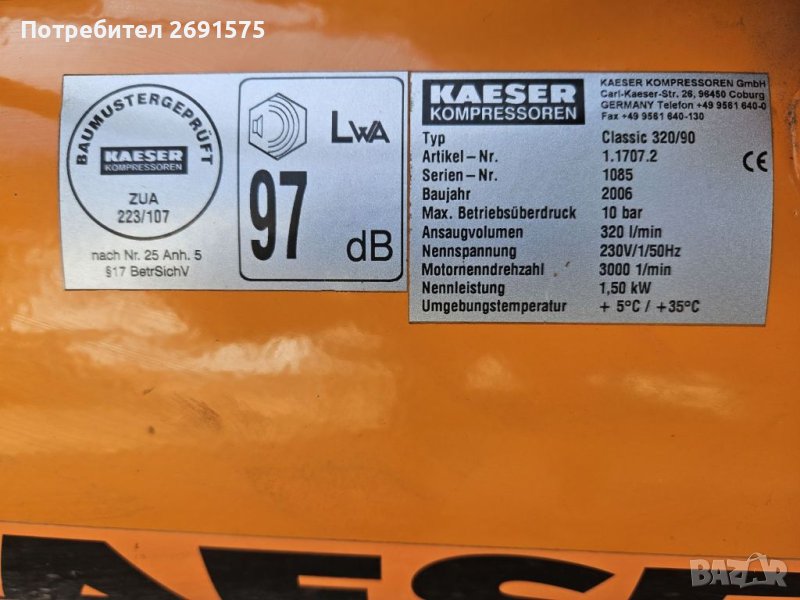 Потребител 2691575
BAUMUSTERGEPRÜFT
KAESER
KOMPRESSOREN
ZUA
223/107
nach Nr. 25 Anh. 5
§17 BetrSichV
LWA
97
dB
KAESER
KOMPRESSOREN
KAESER KOMPRESSOREN GmbH
Carl-Kaeser-Str. 26, 96450 Coburg
GERMANY Telefon +49 9561 640-0
Fax +49 9561 640-130
Typ Classic 320/90
Artikel-Nr. 1.1707.2
Serien-Nr. 1085
Baujahr 2006
Max. Betriebsüberdruck 10 bar
Ansaugvolumen 320 l/min
Nennspannung 230V/1/50Hz
Motornenndrehzahl 3000 1/min
Nennleistung 1,50 kW
Umgebungstemperatur + 5°C / +35°C
CE
KAESER
BAZAR